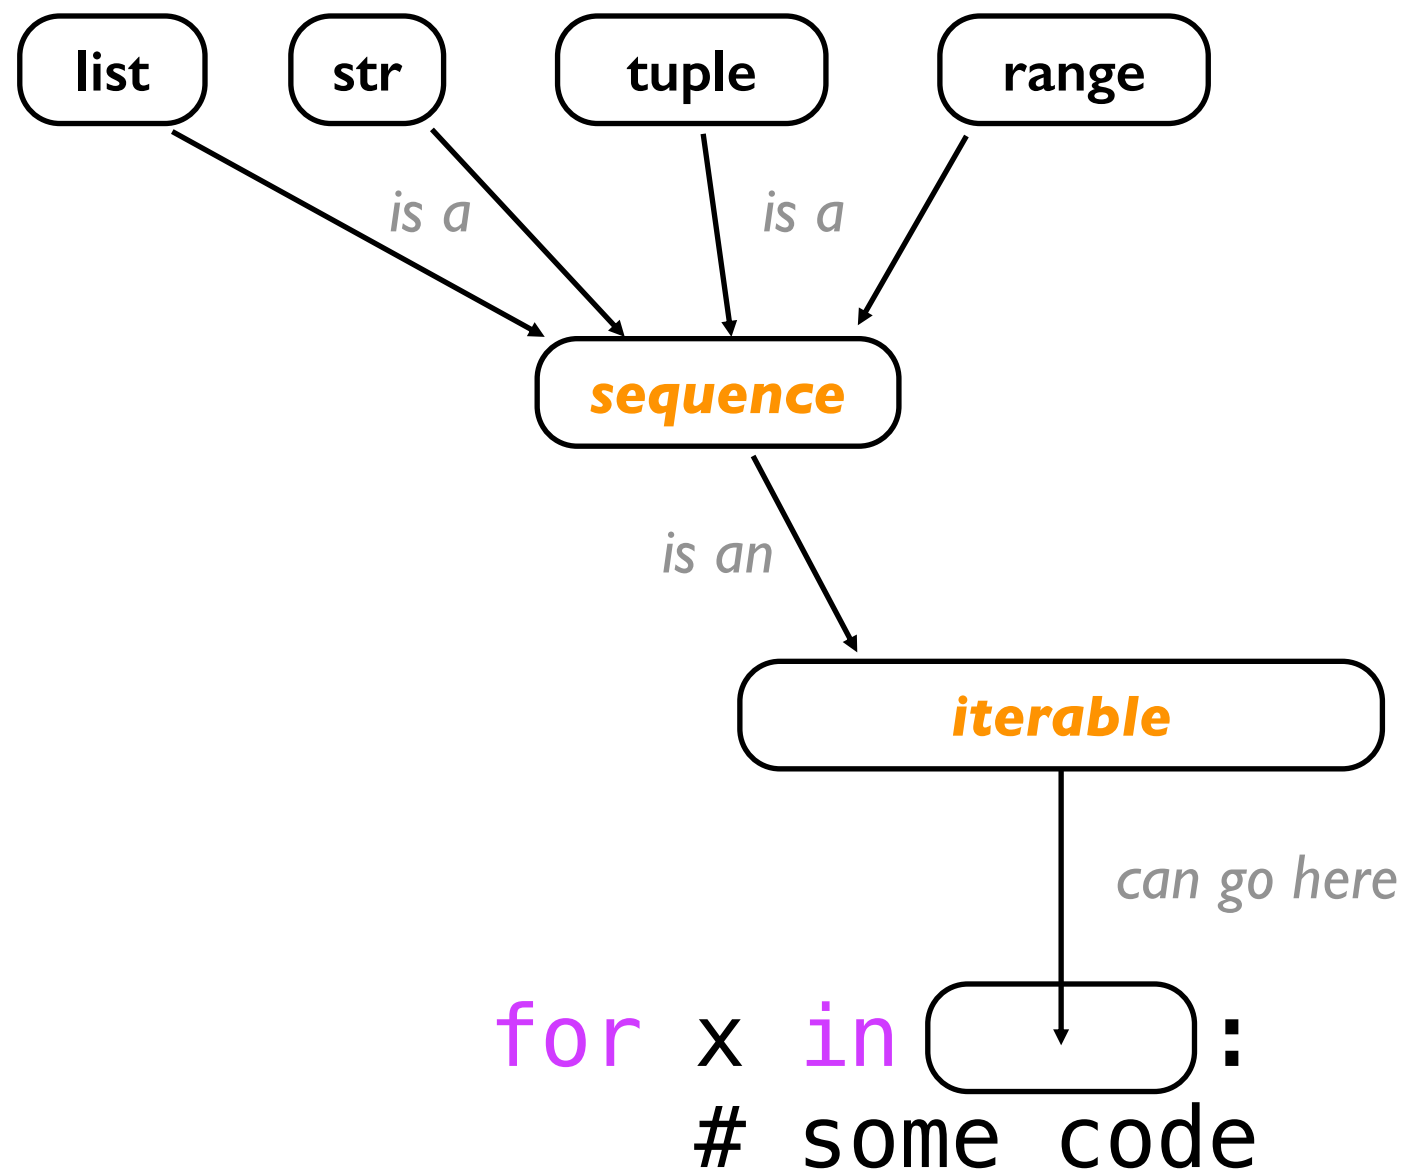 list str tuple range
is a is a
sequence
is an
iterable
can go here
for x in :
# some code